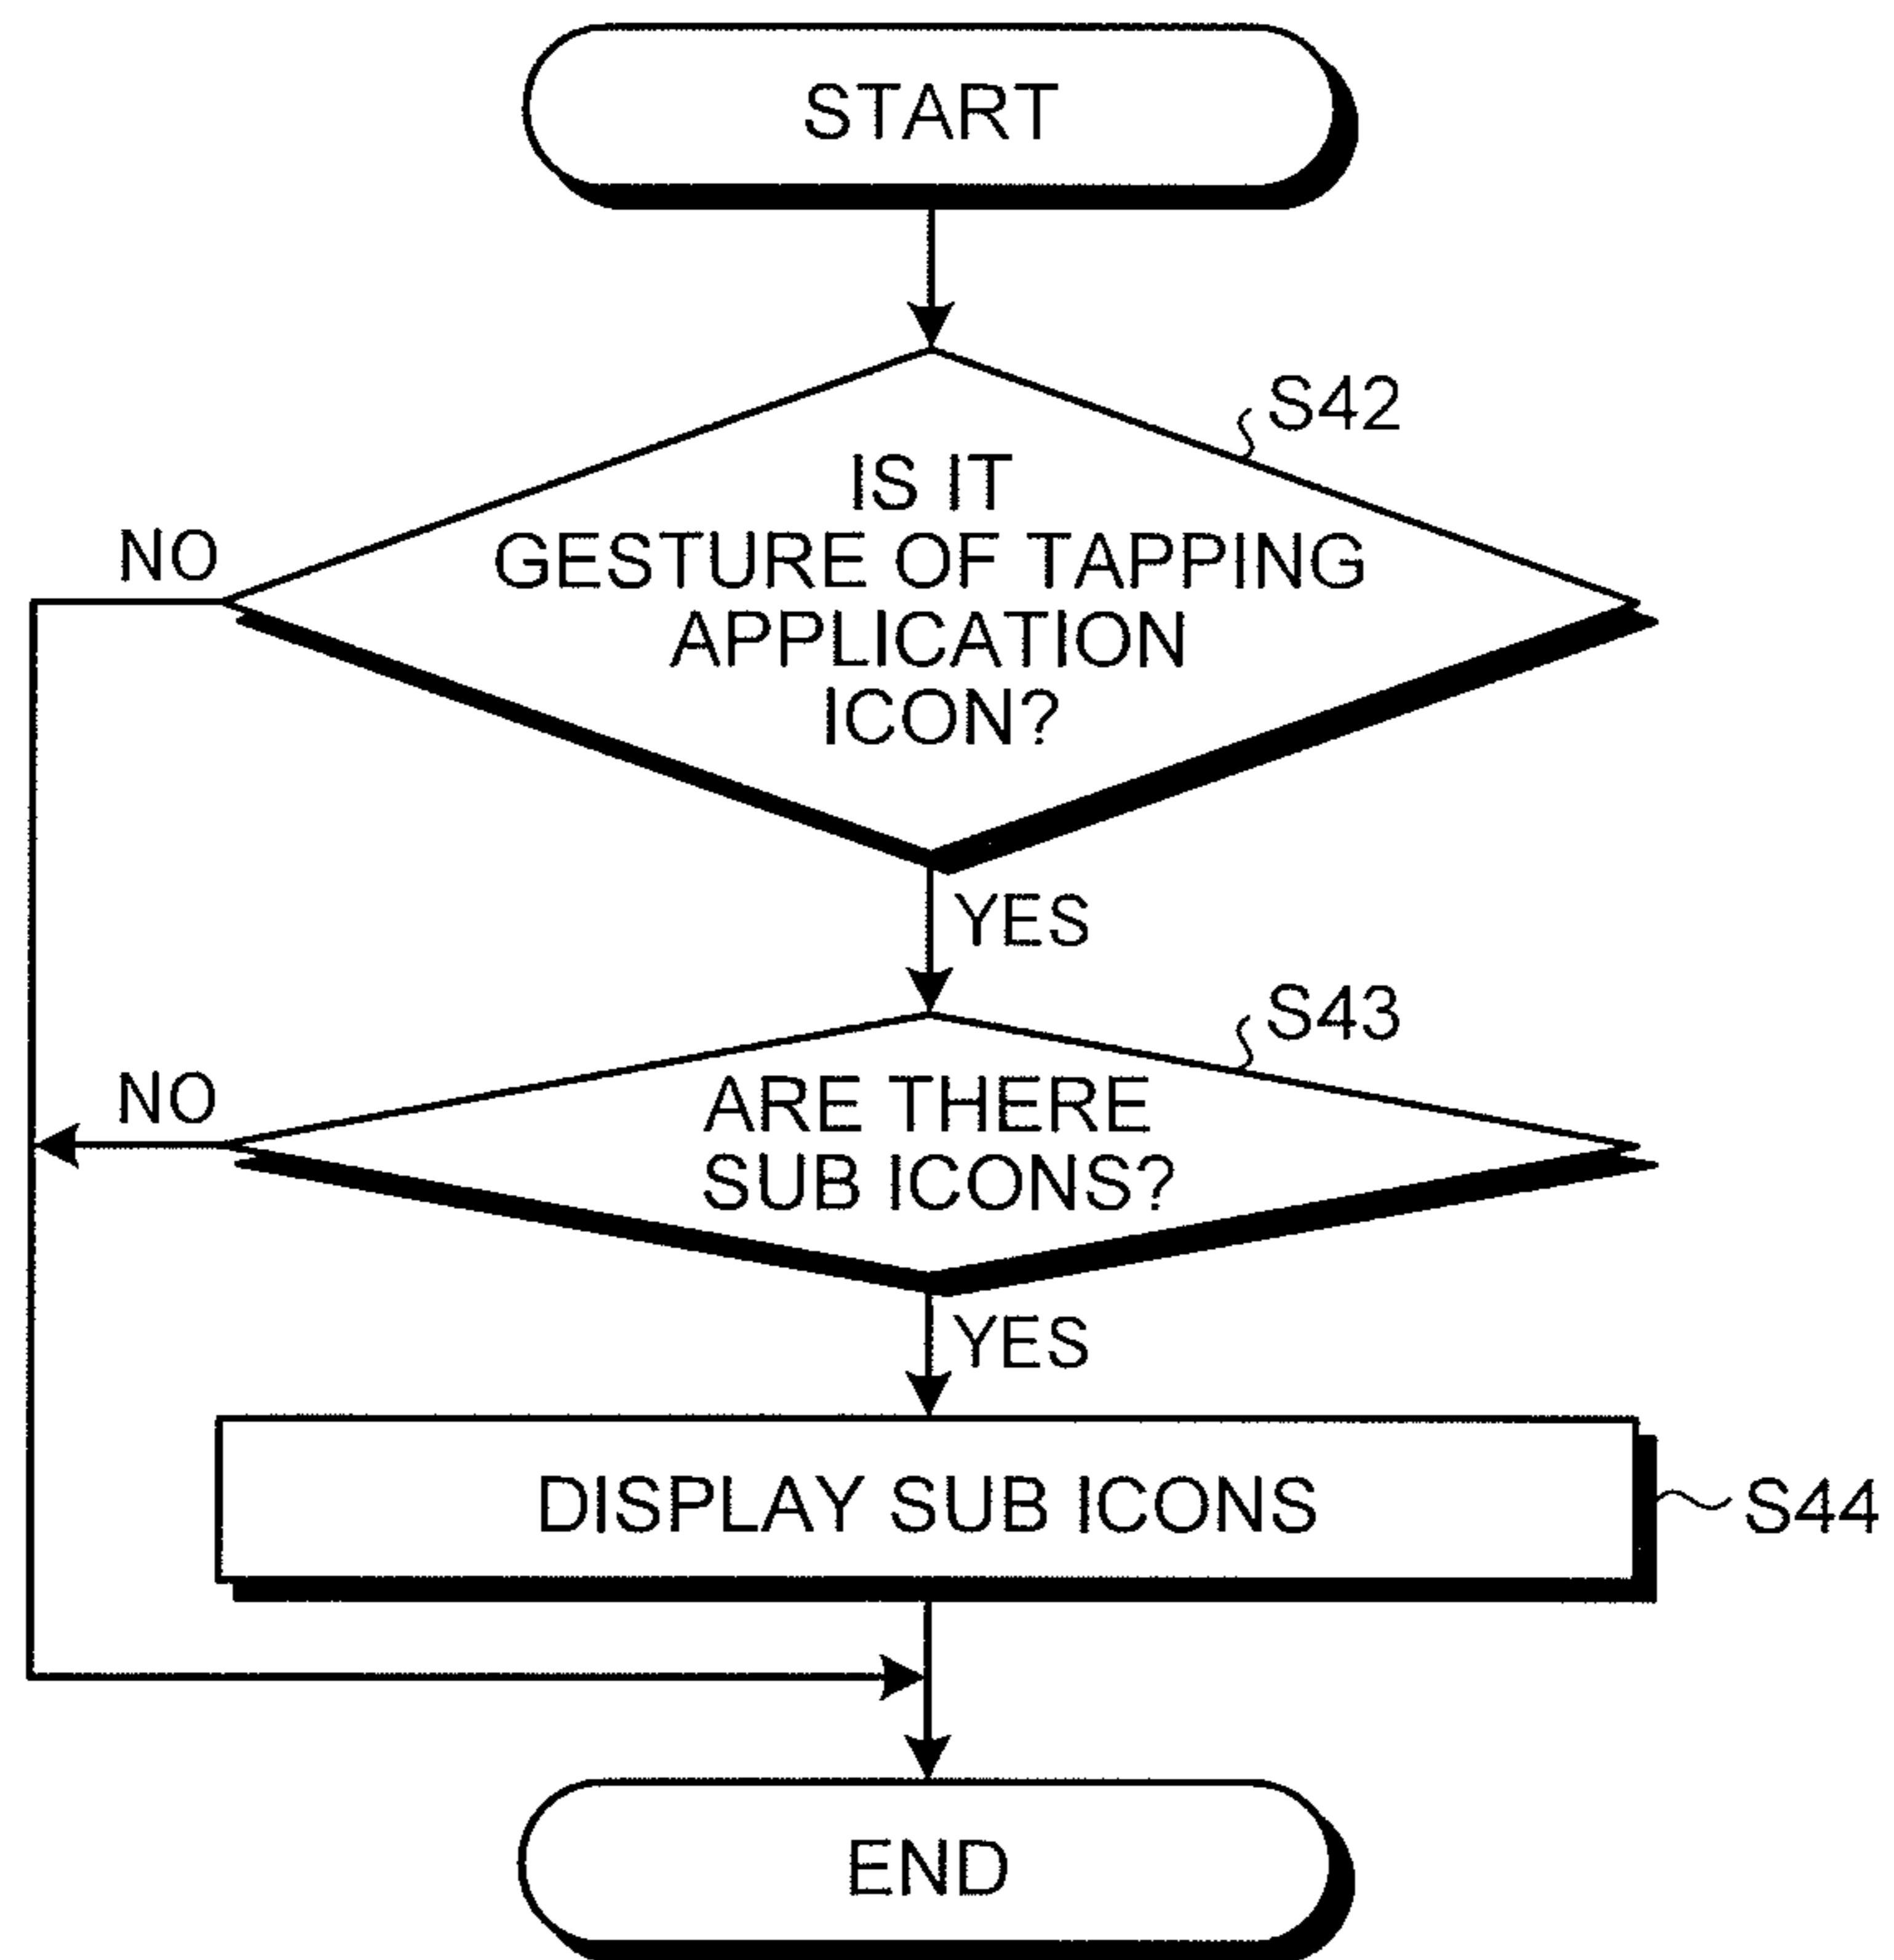 START
S42
IS IT
GESTURE OF TAPPING
APPLICATION
ICON?
NO
YES
S43
ARE THERE
SUB ICONS?
NO
YES
DISPLAY SUB ICONS
S44
END